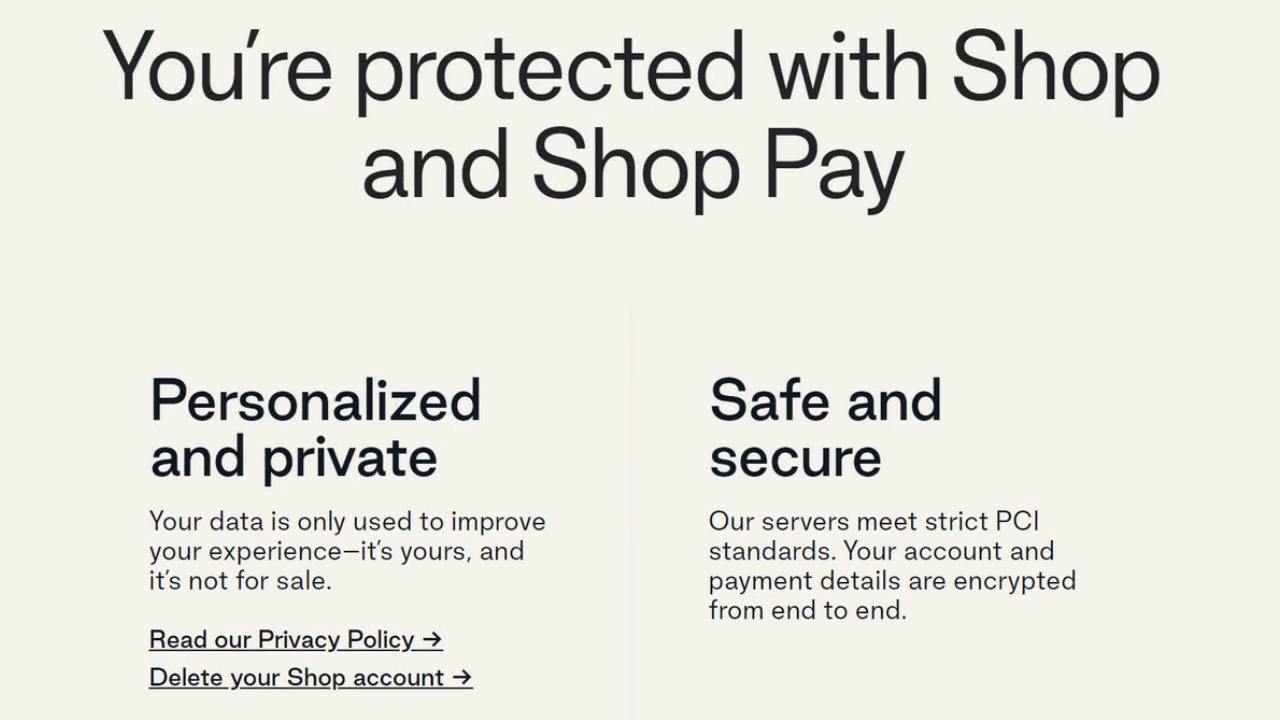 You’re protected with Shop
and Shop Pay
Personalized
and private
Your data is only used to improve
your experience–it’s yours, and
it’s not for sale.
Read our Privacy Policy →
Delete your Shop account →
Safe and
secure
Our servers meet strict PCI
standards. Your account and
payment details are encrypted
from end to end.